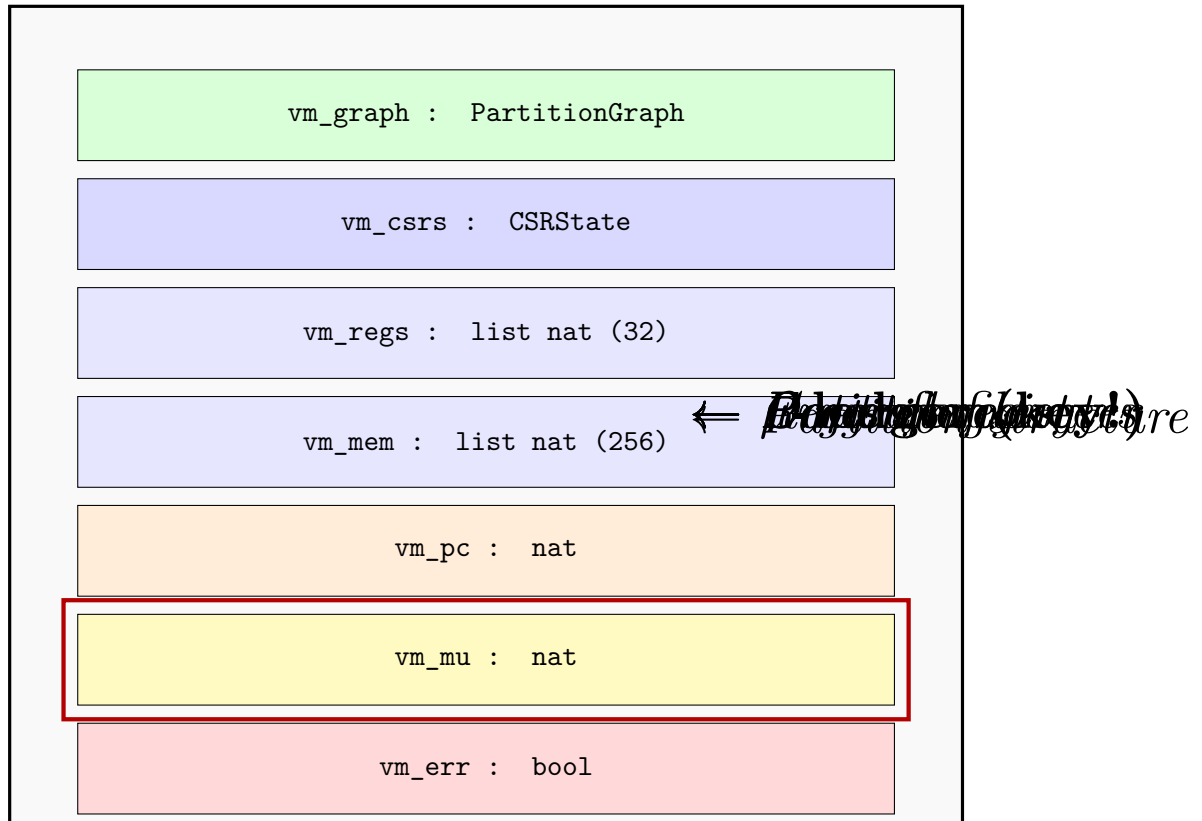 vm_graph : PartitionGraph
vm_csrs : CSRState
vm_regs : list nat (32)
vm_mem : list nat (256)
←
vm_pc : nat
vm_mu : nat
vm_err : bool